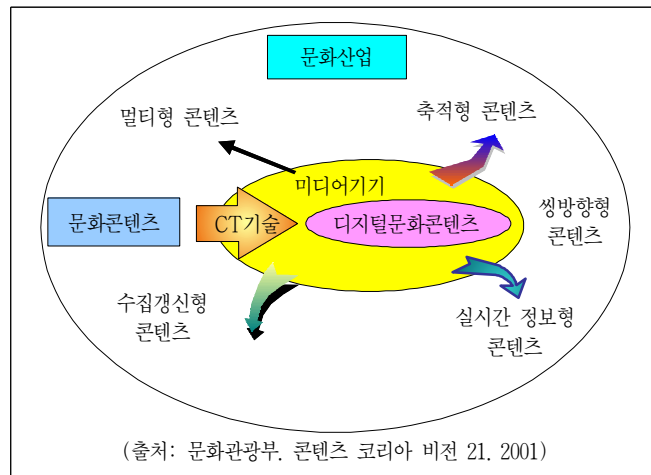 문화산업
멀티형 콘텐츠
축적형 콘텐츠
미디어기기
문화콘텐츠
CT기술
디지털문화콘텐츠
씽방향형
콘텐츠
수집갱신형
콘텐츠
실시간 정보형
콘텐츠
(출처: 문화관광부. 콘텐츠 코리아 비전 21. 2001)